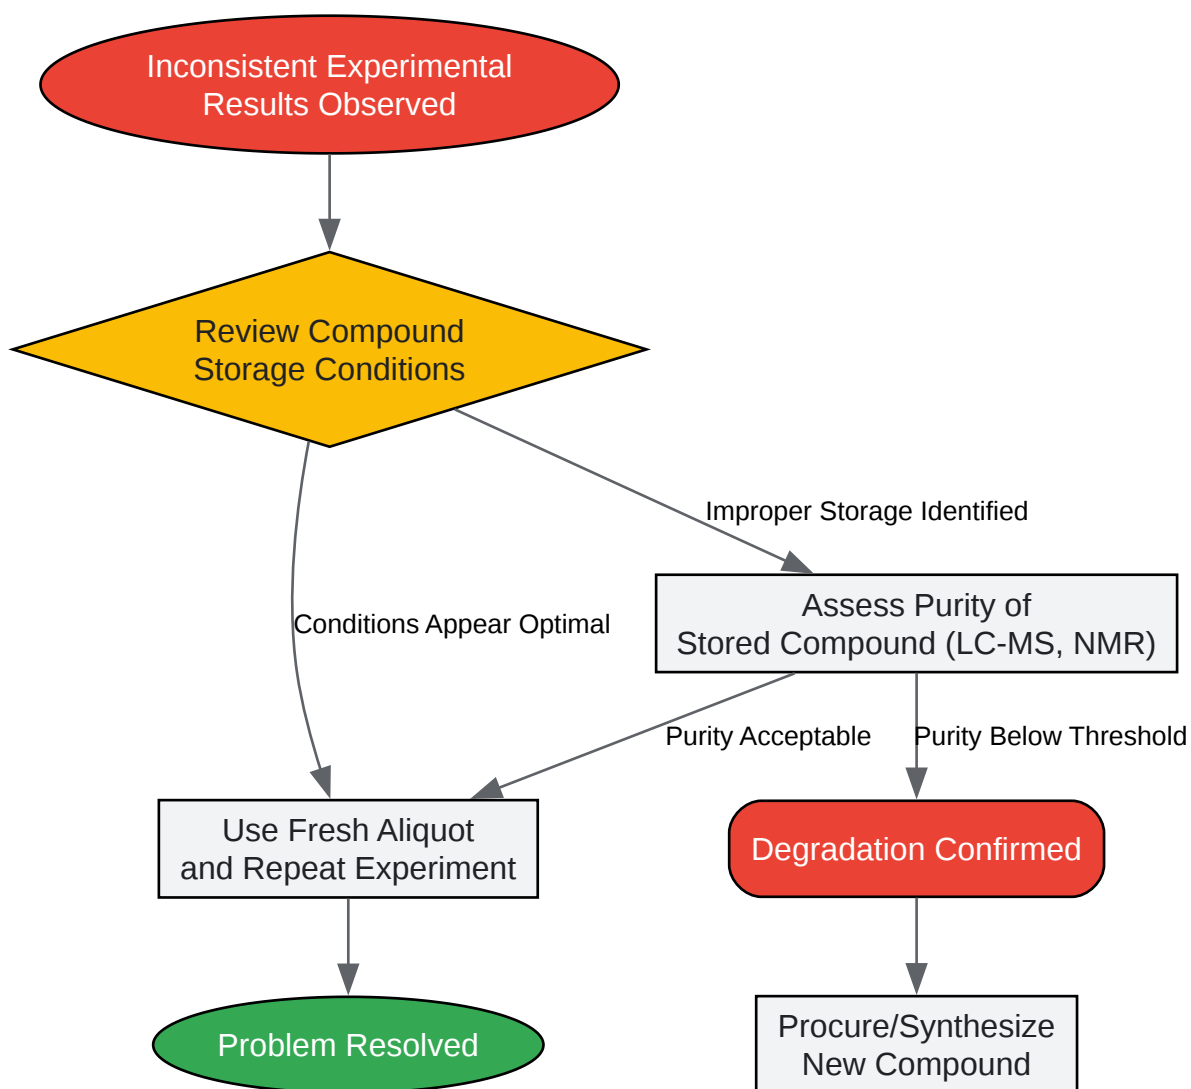 Inconsistent Experimental
Results Observed
Review Compound
Storage Conditions
Improper Storage Identified
Conditions Appear Optimal
Assess Purity of
Stored Compound (LC-MS, NMR)
Purity Acceptable
Purity Below Threshold
Use Fresh Aliquot
and Repeat Experiment
Degradation Confirmed
Problem Resolved
Procure/Synthesize
New Compound